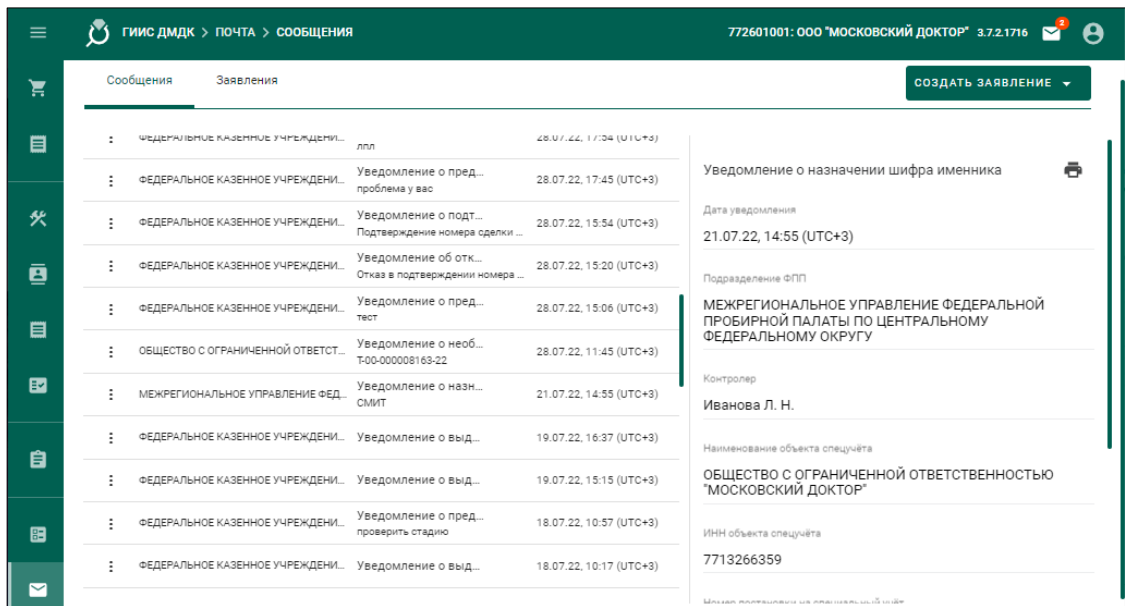 ГИИС ДМДК > ПОЧТА > СООБЩЕНИЯ
772601001: ООО "МОСКОВСКИЙ ДОКТОР" 3.7.2.1716
2
Сообщения Заявления
СОЗДАТЬ ЗАЯВЛЕНИЕ
ФЕДЕРАЛЬНОЕ КАЗЕННОЕ УЧРЕЖДЕНИ... 28.07.22, 17:54 (UTC+3)
лпл
ФЕДЕРАЛЬНОЕ КАЗЕННОЕ УЧРЕЖДЕНИ... Уведомление о пред... 28.07.22, 17:45 (UTC+3)
проблема у вас
ФЕДЕРАЛЬНОЕ КАЗЕННОЕ УЧРЕЖДЕНИ... Уведомление о подт... 28.07.22, 15:54 (UTC+3)
Подтверждение номера сделки ...
ФЕДЕРАЛЬНОЕ КАЗЕННОЕ УЧРЕЖДЕНИ... Уведомление об отк... 28.07.22, 15:20 (UTC+3)
Отказ в подтверждении номера ...
ФЕДЕРАЛЬНОЕ КАЗЕННОЕ УЧРЕЖДЕНИ... Уведомление о пред... 28.07.22, 15:06 (UTC+3)
тест
ОБЩЕСТВО С ОГРАНИЧЕННОЙ ОТВЕТСТ... Уведомление о необ... 28.07.22, 11:45 (UTC+3)
T-00-000008163-22
МЕЖРЕГИОНАЛЬНОЕ УПРАВЛЕНИЕ ФЕД... Уведомление о назн... 21.07.22, 14:55 (UTC+3)
СМИТ
ФЕДЕРАЛЬНОЕ КАЗЕННОЕ УЧРЕЖДЕНИ... Уведомление о выд... 19.07.22, 16:37 (UTC+3)
ФЕДЕРАЛЬНОЕ КАЗЕННОЕ УЧРЕЖДЕНИ... Уведомление о выд... 19.07.22, 15:15 (UTC+3)
ФЕДЕРАЛЬНОЕ КАЗЕННОЕ УЧРЕЖДЕНИ... Уведомление о пред... 18.07.22, 10:57 (UTC+3)
проверить стадию
ФЕДЕРАЛЬНОЕ КАЗЕННОЕ УЧРЕЖДЕНИ... Уведомление о выд... 18.07.22, 10:17 (UTC+3)
Уведомление о назначении шифра именника
Дата уведомления
21.07.22, 14:55 (UTC+3)
Подразделение ФПП
МЕЖРЕГИОНАЛЬНОЕ УПРАВЛЕНИЕ ФЕДЕРАЛЬНОЙ
ПРОБИРНОЙ ПАЛАТЫ ПО ЦЕНТРАЛЬНОМУ
ФЕДЕРАЛЬНОМУ ОКРУГУ
Контролер
Иванова Л. Н.
Наименование объекта спецучёта
ОБЩЕСТВО С ОГРАНИЧЕННОЙ ОТВЕТСТВЕННОСТЬЮ
"МОСКОВСКИЙ ДОКТОР"
ИНН объекта спецучёта
7713266359
Номер постановки на специальный учёт